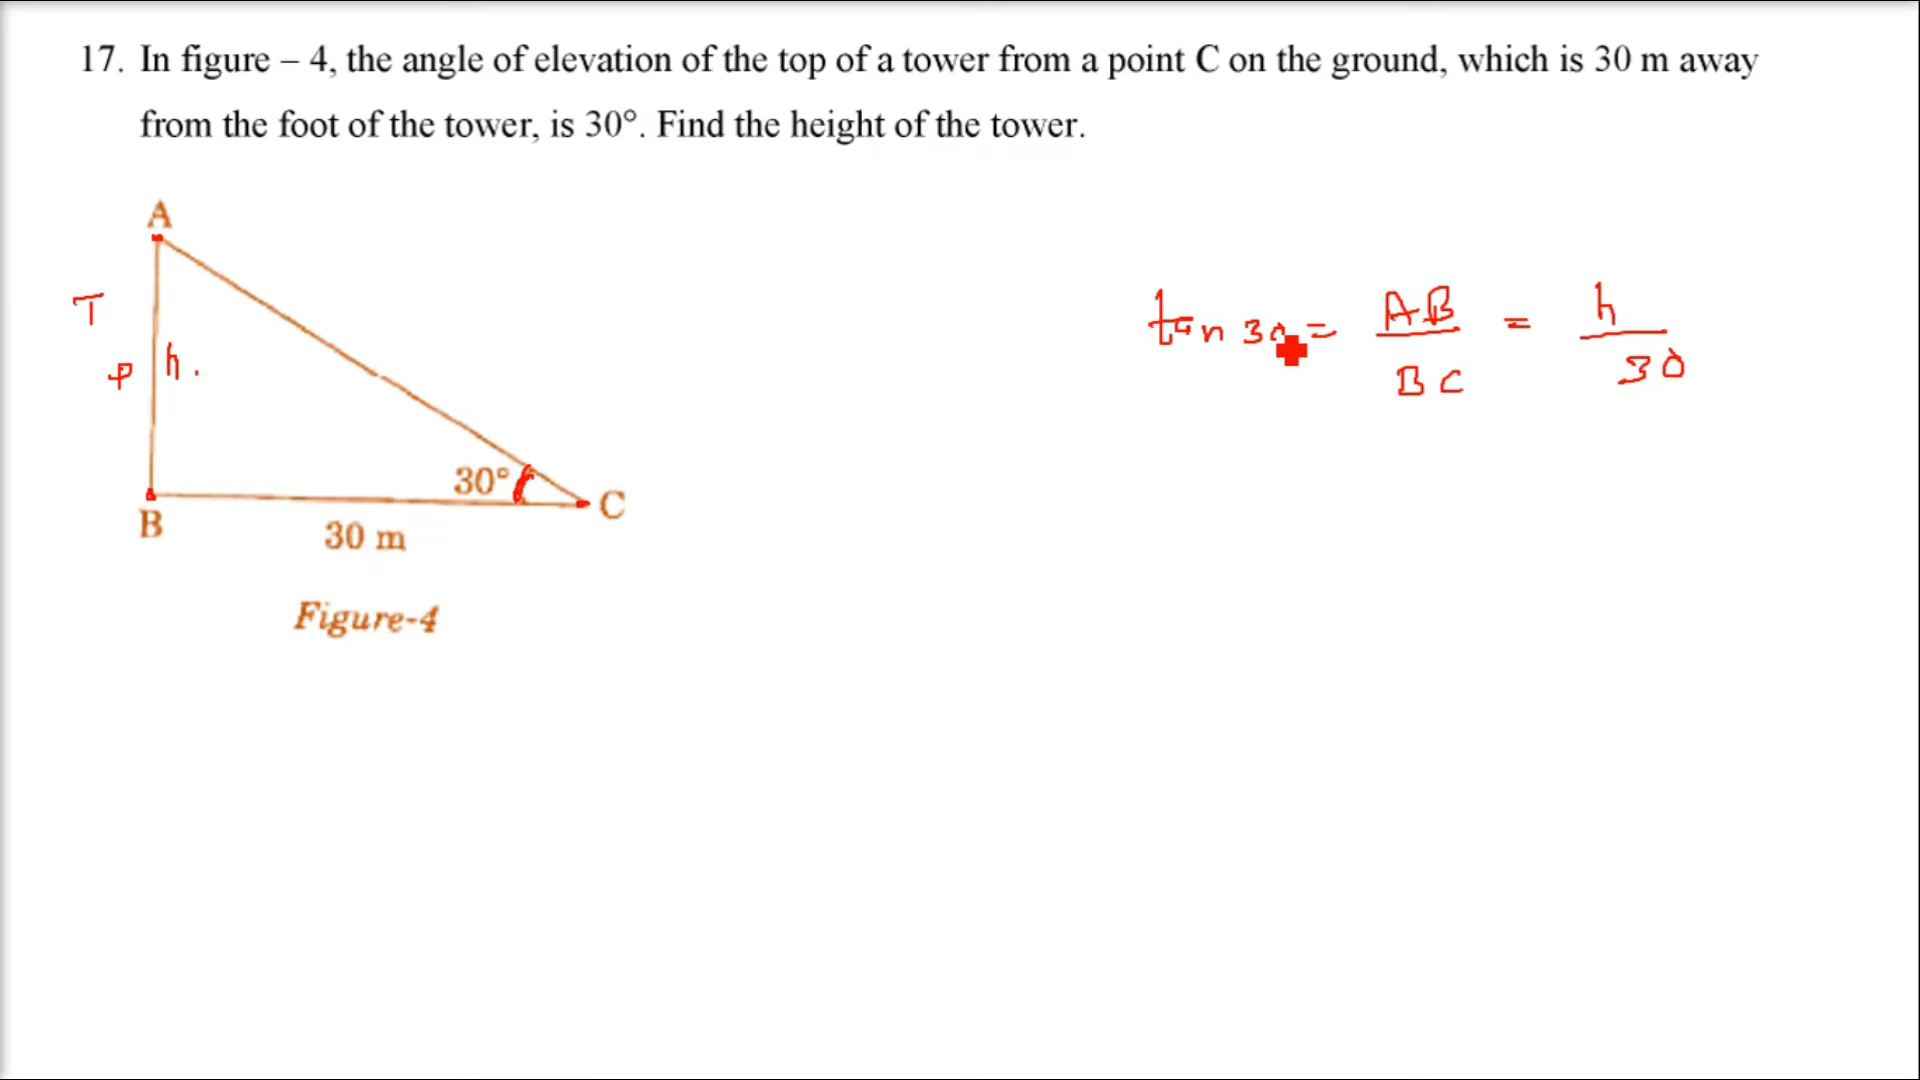 17. In figure – 4, the angle of elevation of the top of a tower from a point C on the ground, which is 30 m away
from the foot of the tower, is 30°. Find the height of the tower.
A
T
P h.
30°
C
B
30 m
Figure-4
tan 30 = AB/BC = h/30